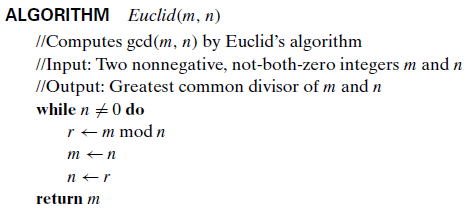 ALGORITHM Euclid(m, n)
//Computes gcd(m, n) by Euclid’s algorithm
//Input: Two nonnegative, not-both-zero integers m and n
//Output: Greatest common divisor of m and n
while n ≠ 0 do
r ← m mod n
m ← n
n ← r
return m